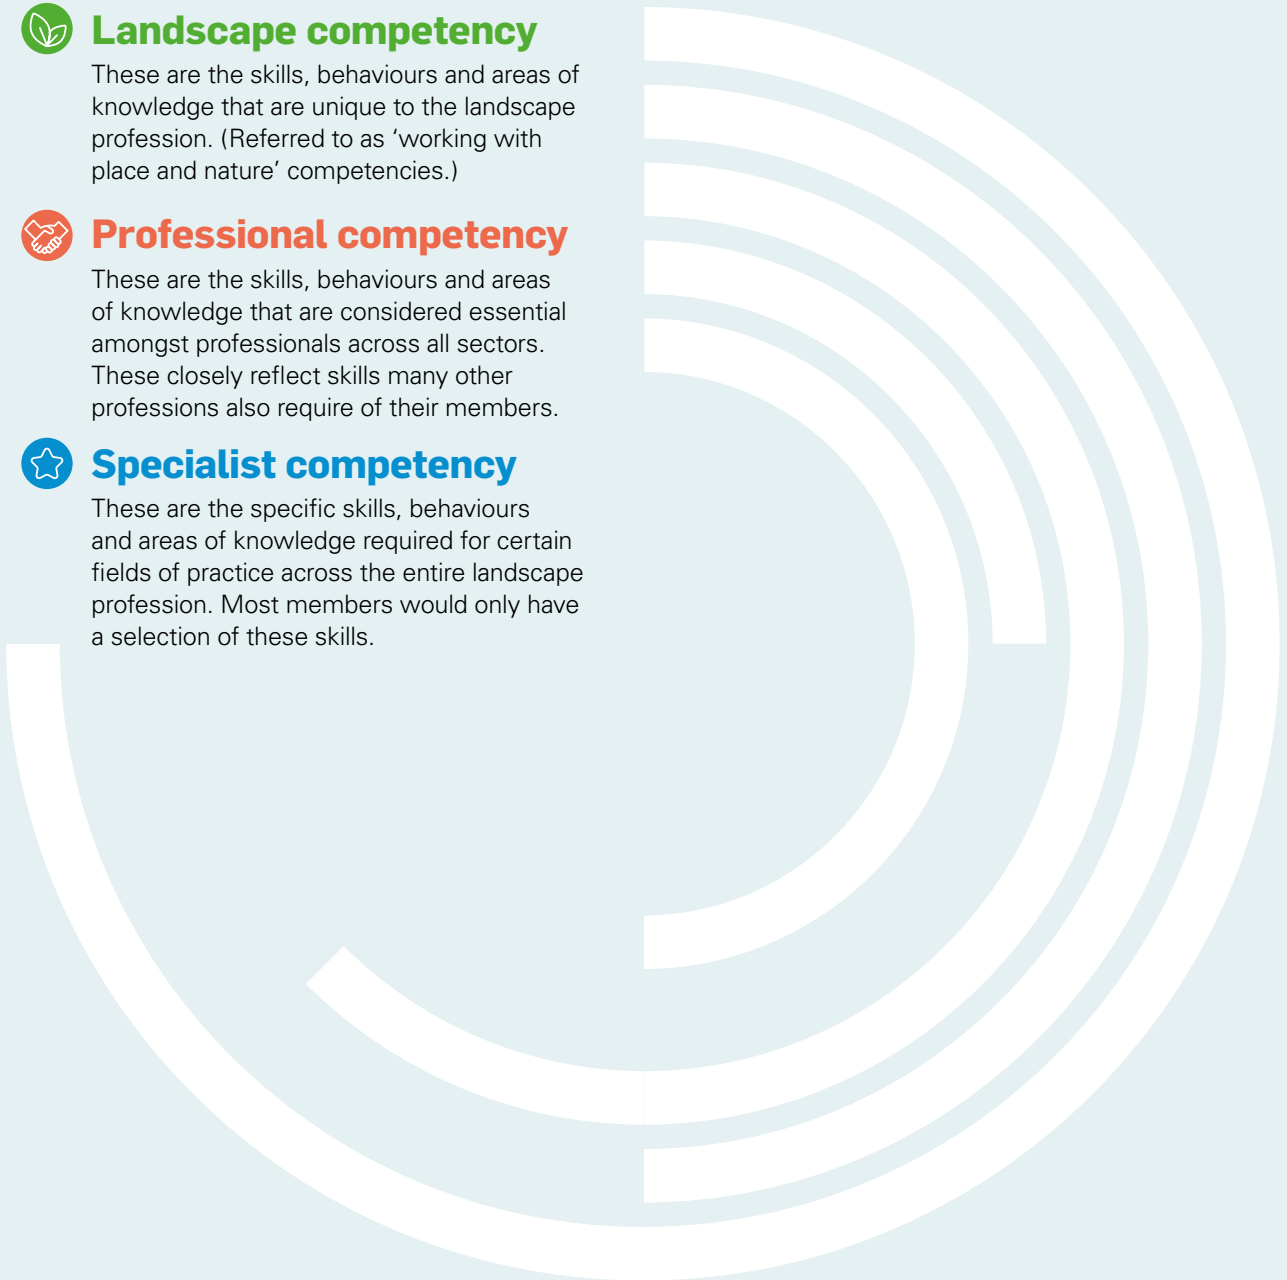 Landscape competency
These are the skills, behaviours and areas of
knowledge that are unique to the landscape
profession. (Referred to as ‘working with
place and nature’ competencies.)
Professional competency
These are the skills, behaviours and areas
of knowledge that are considered essential
amongst professionals across all sectors.
These closely reflect skills many other
professions also require of their members.
Specialist competency
These are the specific skills, behaviours
and areas of knowledge required for certain
fields of practice across the entire landscape
profession. Most members would only have
a selection of these skills.